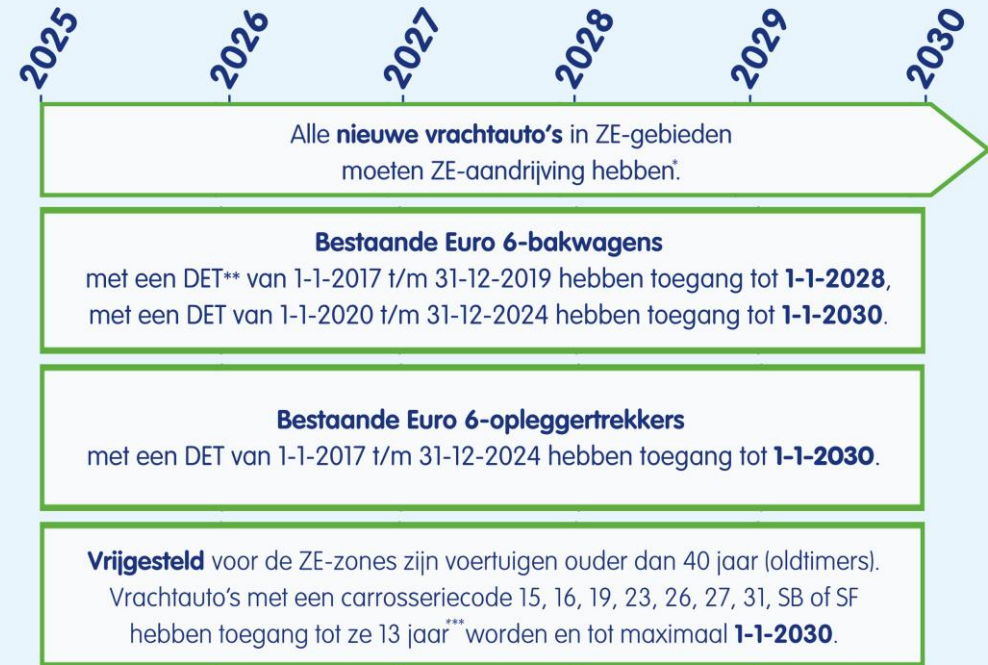 2025 2026 2027 2028 2029 2030
Alle nieuwe vrachtauto's in ZE-gebieden
moeten ZE-aandrijving hebben*.
Bestaande Euro 6-bakwagens
met een DET** van 1-1-2017 t/m 31-12-2019 hebben toegang tot 1-1-2028,
met een DET van 1-1-2020 t/m 31-12-2024 hebben toegang tot 1-1-2030.
Bestaande Euro 6-opleggertrekkers
met een DET van 1-1-2017 t/m 31-12-2024 hebben toegang tot 1-1-2030.
Vrijgesteld voor de ZE-zones zijn voertuigen ouder dan 40 jaar (oldtimers).
Vrachtauto's met een carrosseriecode 15, 16, 19, 23, 26, 27, 31, SB of SF
hebben toegang tot ze 13 jaar*** worden en tot maximaal 1-1-2030.